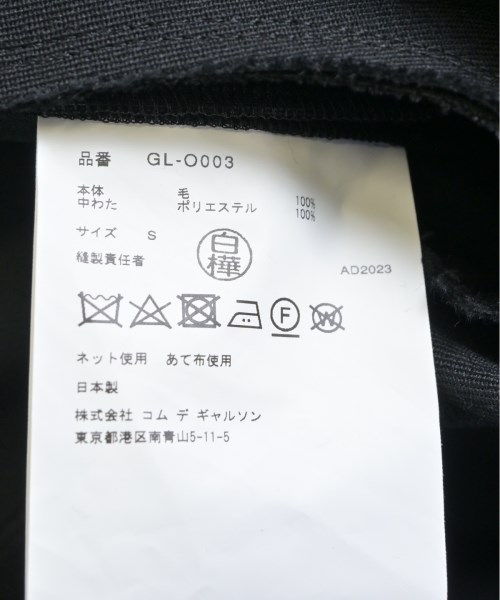 品番 GL-O003
本体 毛 100%
中わた ポリエステル 100%
サイズ S
白樺
縫製責任者
AD2023
F
W
ネット使用 あて布使用
日本製
株式会社 コム デ ギャルソン
東京都港区南青山5-11-5